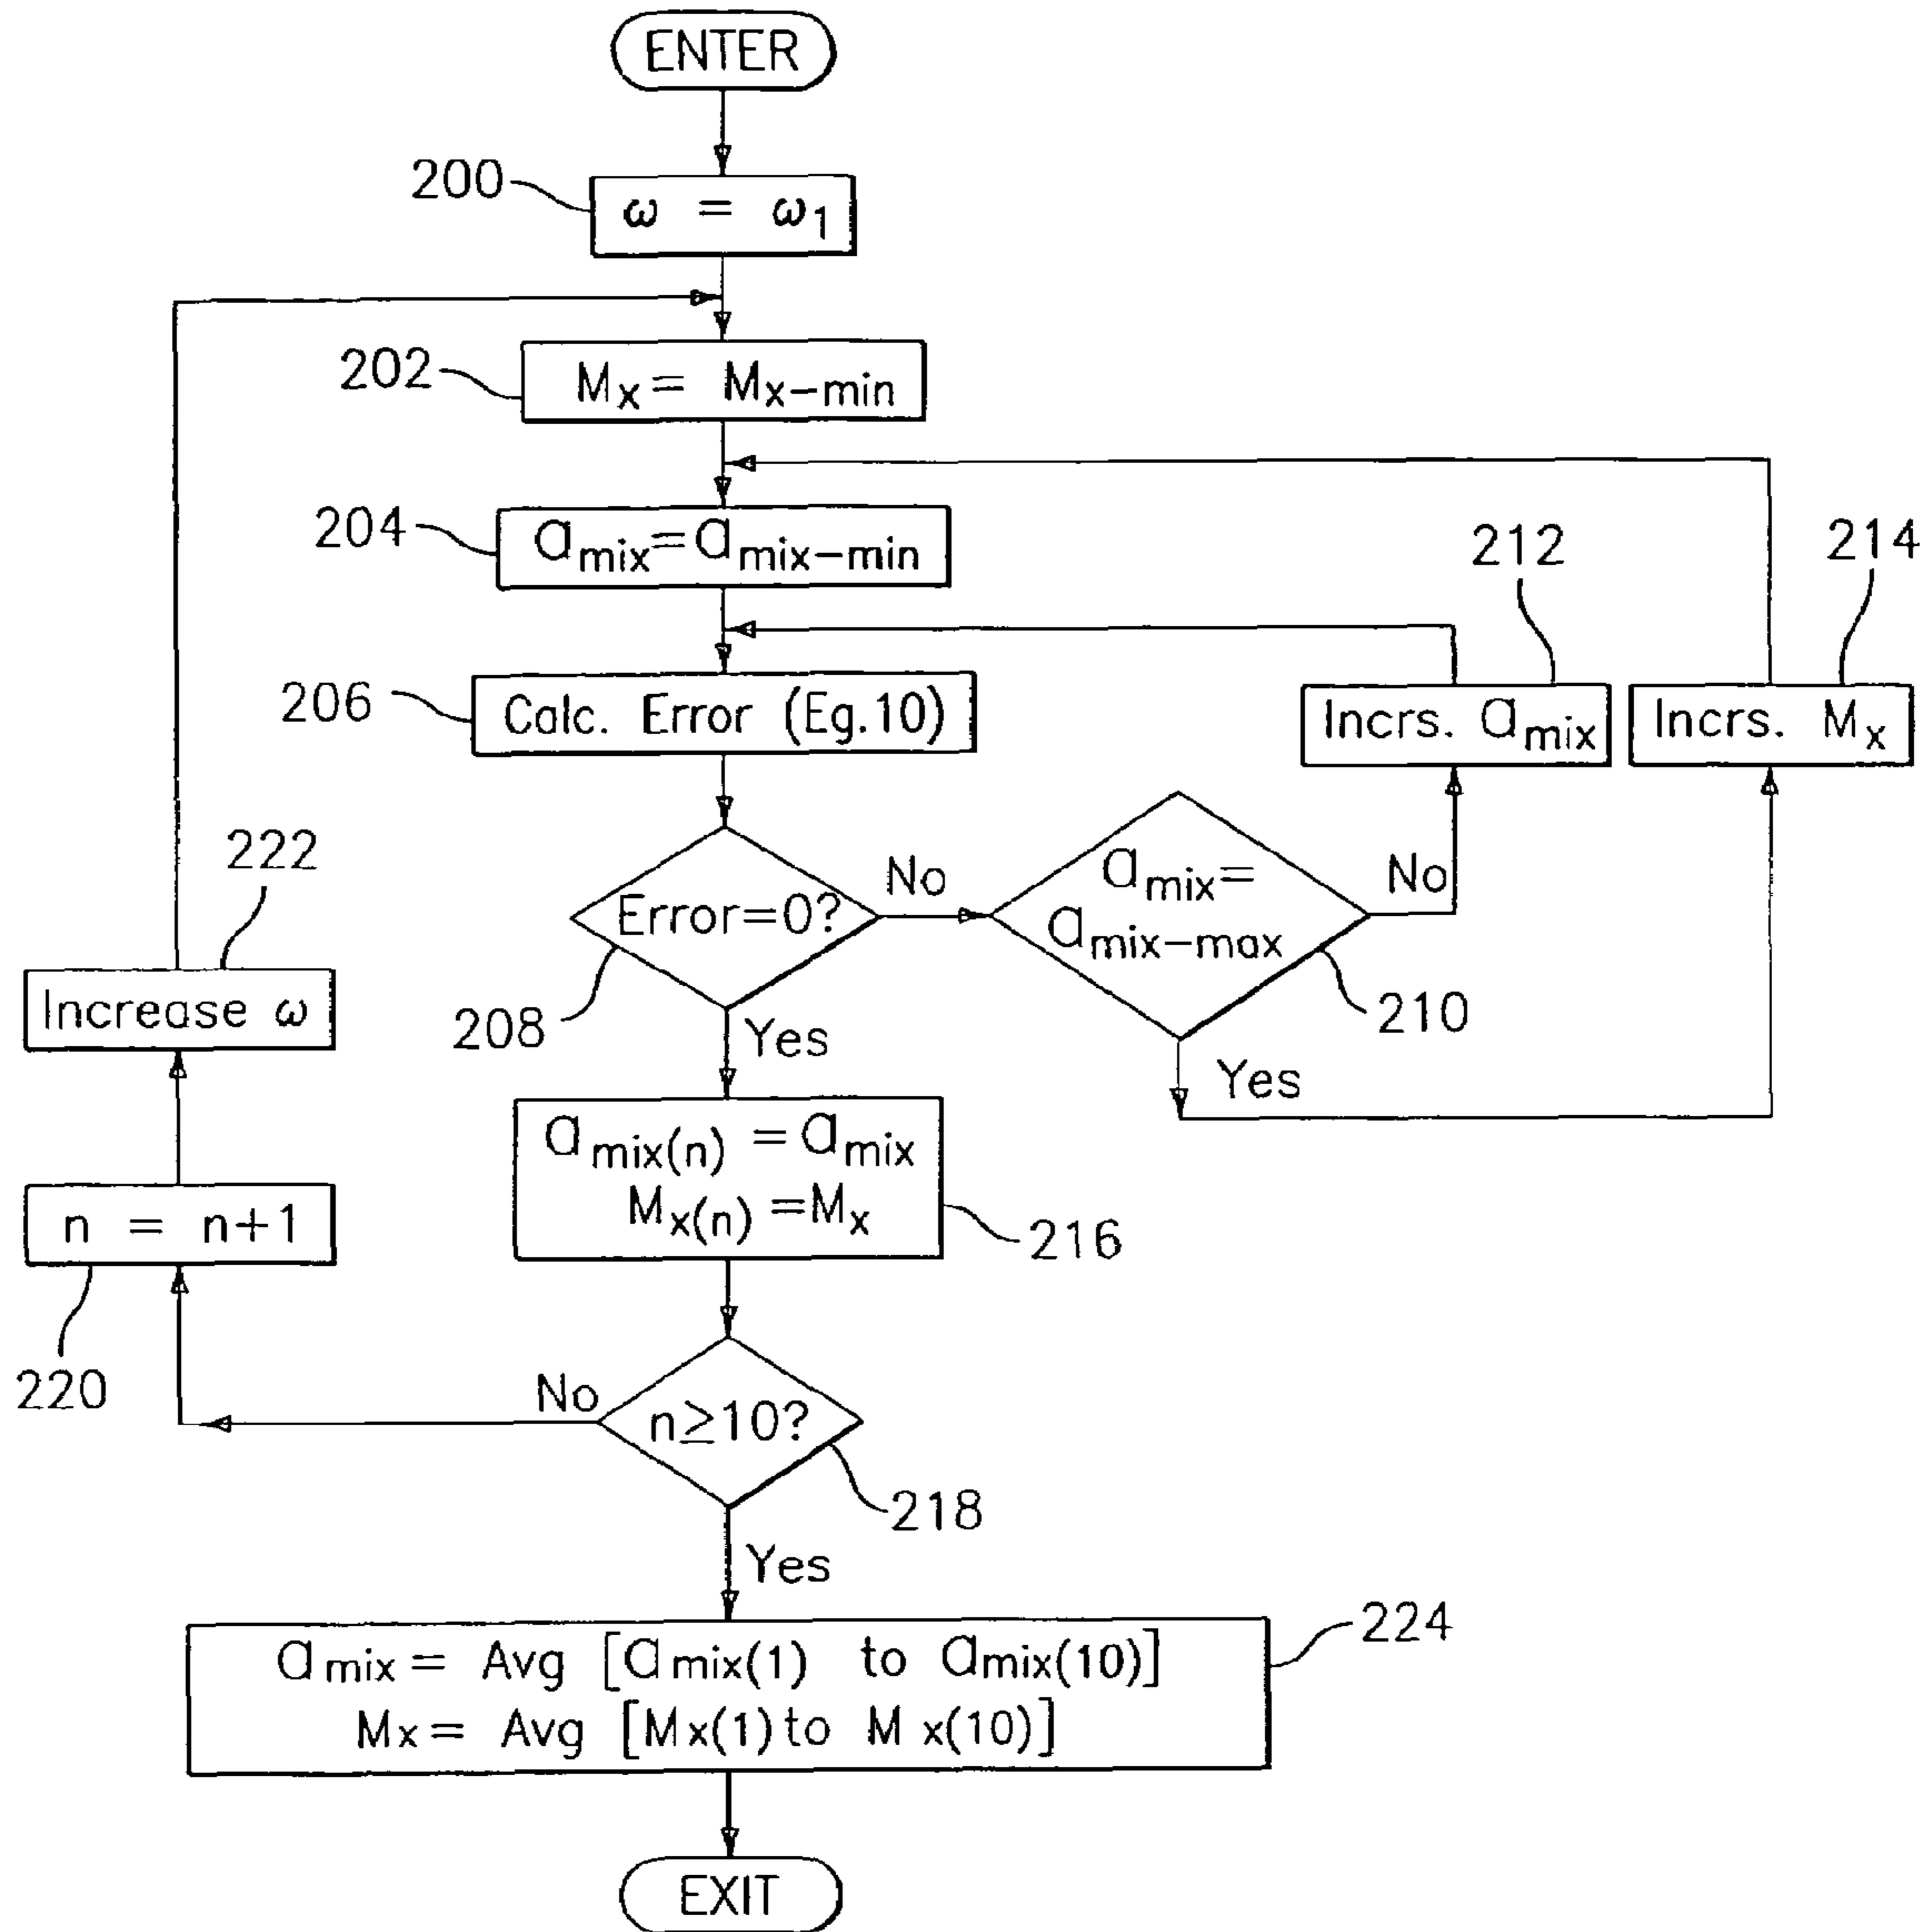 ENTER
200
ω = ω1
202
Mx = Mx-min
204
amix = amix-min
212
214
206
Calc. Error (Eg.10)
Incrs. amix
Incrs. Mx
222
Error=0?
No
amix=
amix-max
No
Increase ω
208
Yes
210
Yes
amix(n) = amix
Mx(n) = Mx
216
n = n+1
220
No
n≥10?
218
Yes
224
amix = Avg [amix(1) to amix(10)]
Mx = Avg [Mx(1) to Mx(10)]
EXIT